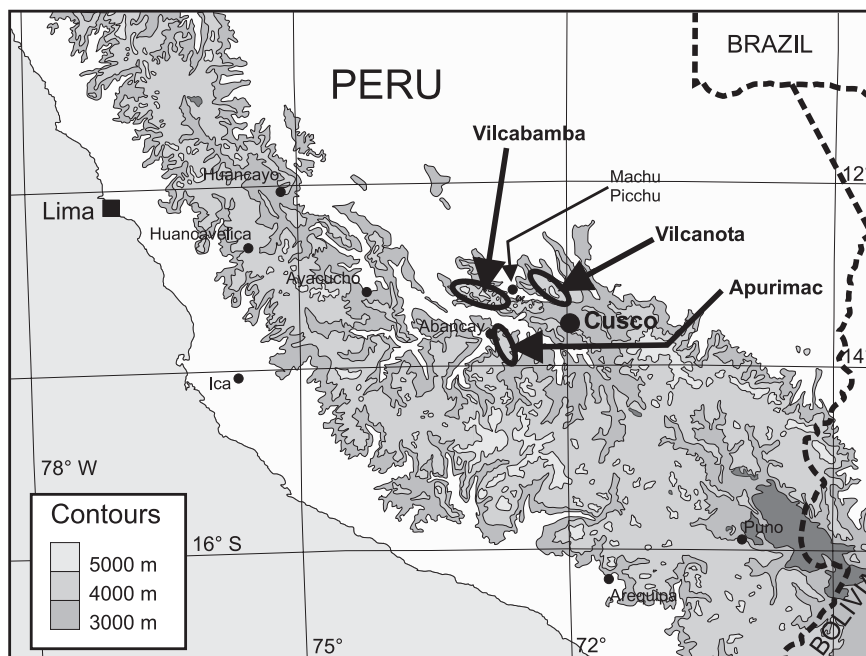 BRAZIL
PERU
Vilcabamba
Machu
Picchu
12°
Huancayo
Lima
Huancavelica
Vilcanota
Ayacucho
Apurimac
Abancay
Cusco
14°
Ica
78° W
Contours
5000 m
4000 m
3000 m
16° S
Puno
Arequipa
BOLIVI
75°
72°